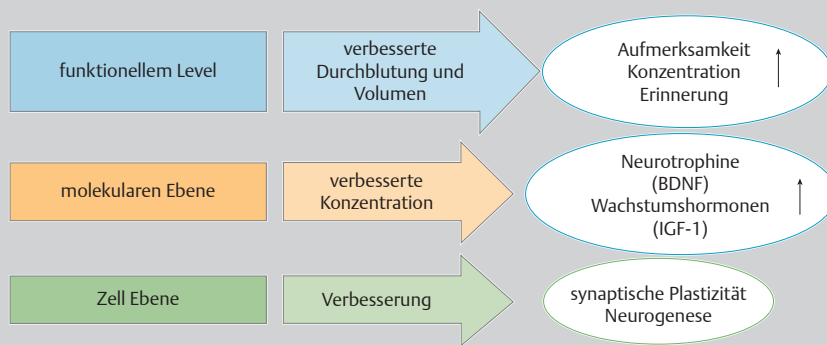 funktionellem Level
verbesserte
Durchblutung und
Volumen
Aufmerksamkeit
Konzentration
Erinnerung
molekularen Ebene
verbesserte
Konzentration
Neurotrophine
(BDNF)
Wachstumshormonen
(IGF-1)
Zell Ebene
Verbesserung
synaptische Plastizität
Neurogenese